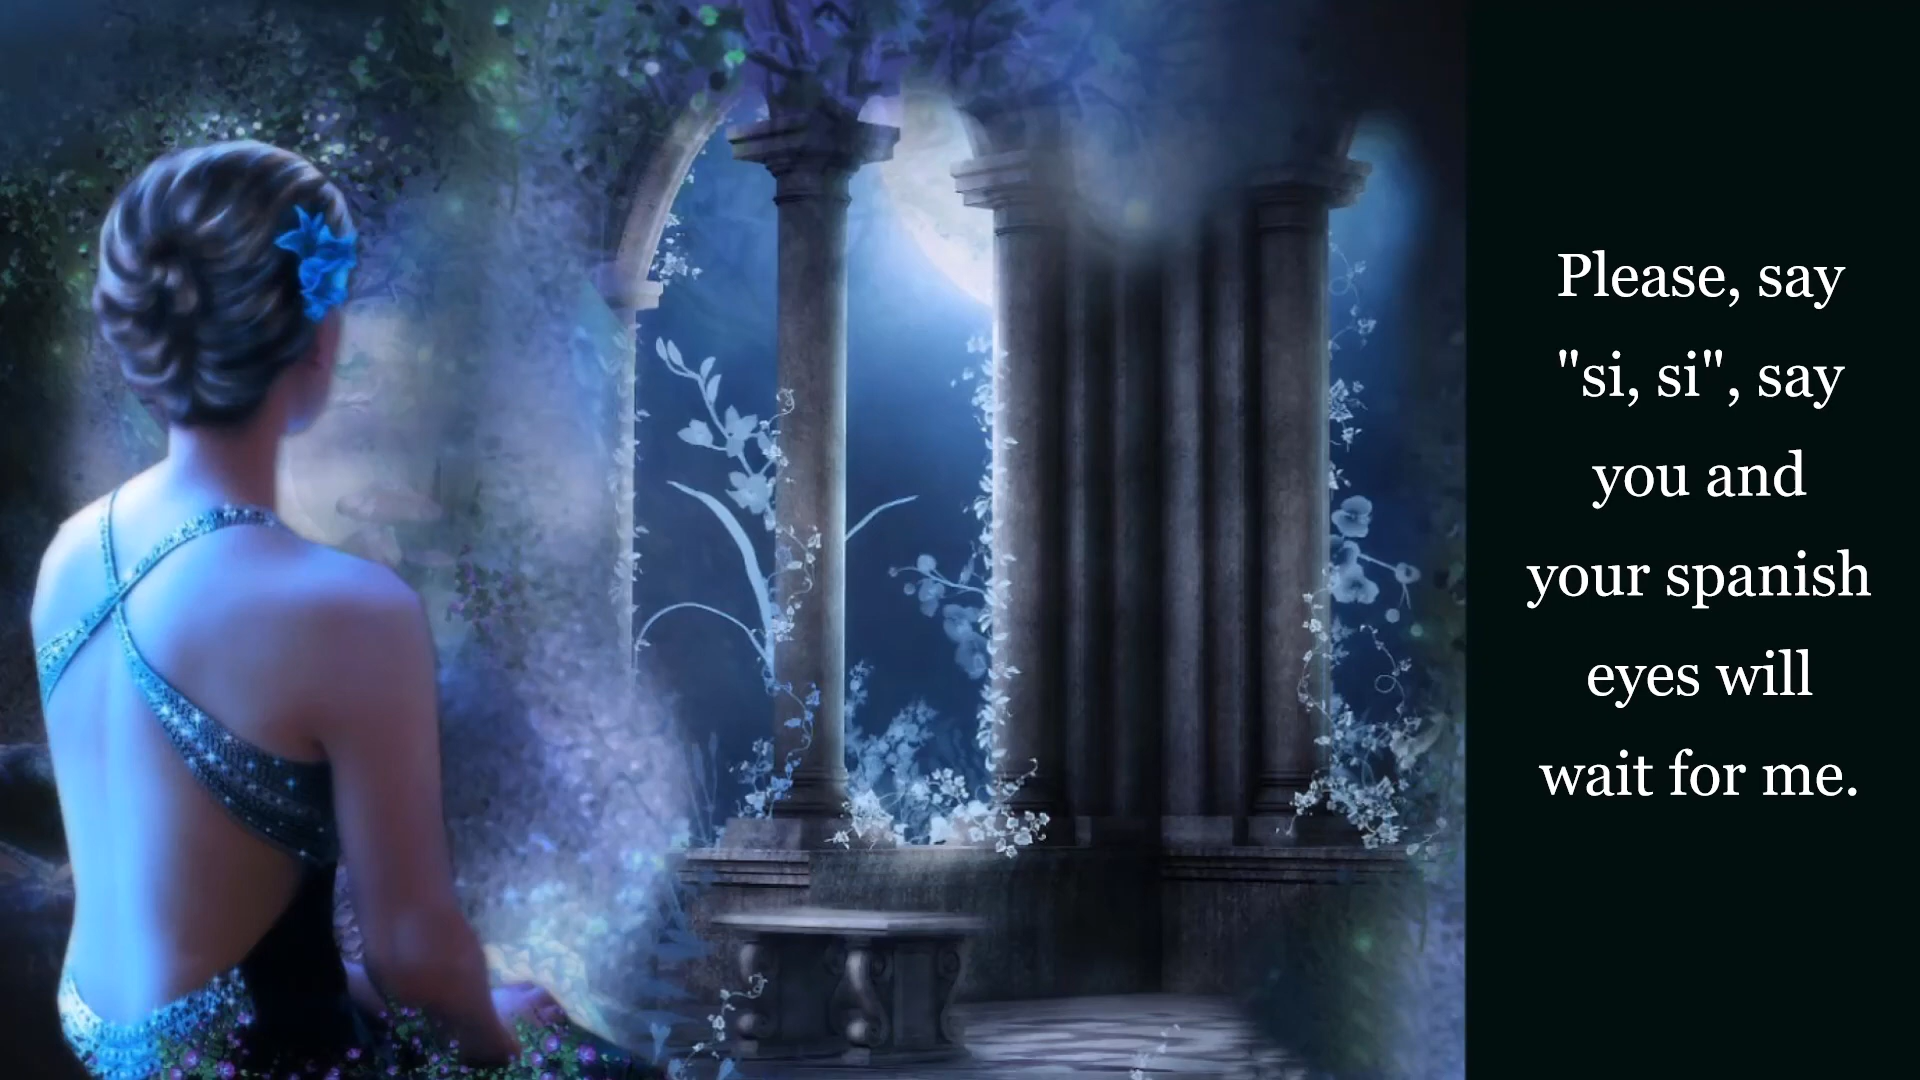 Please, say
"si, si", say
you and
your spanish
eyes will
wait for me.